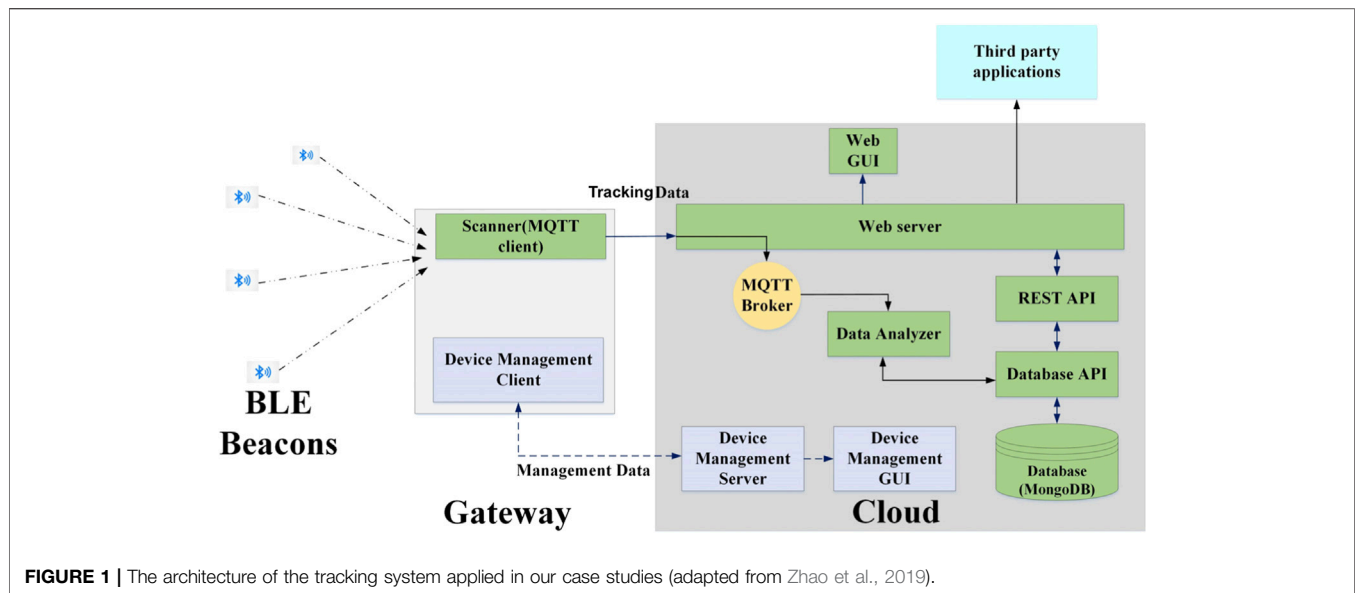 Third party
applications
Web
GUI
Tracking Data
Scanner(MQTT
client)
Web server
MQTT
Broker
REST API
Data Analyzer
Device Management
Client
Database API
BLE
Beacons
Device
Management
Server
Device
Management
GUI
Management Data
Database
(MongoDB)
Gateway
Cloud
FIGURE 1 | The architecture of the tracking system applied in our case studies (adapted from Zhao et al., 2019).